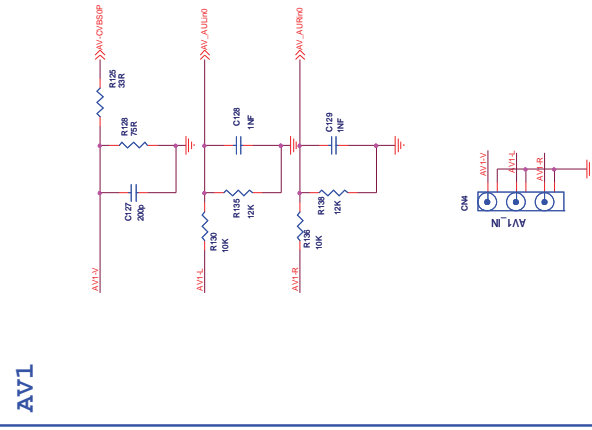 AV1
AV-CVBS0P
R125
33R
R128
75R
C127
200p
AV1-V
AV_AULin0
C128
1NF
R135
12K
R130
10K
AV1-L
AV_AURin0
C129
1NF
R138
12K
R136
10K
AV1-R
CN4
AV1-V
AV1-L
AV1-R
AV1_IN